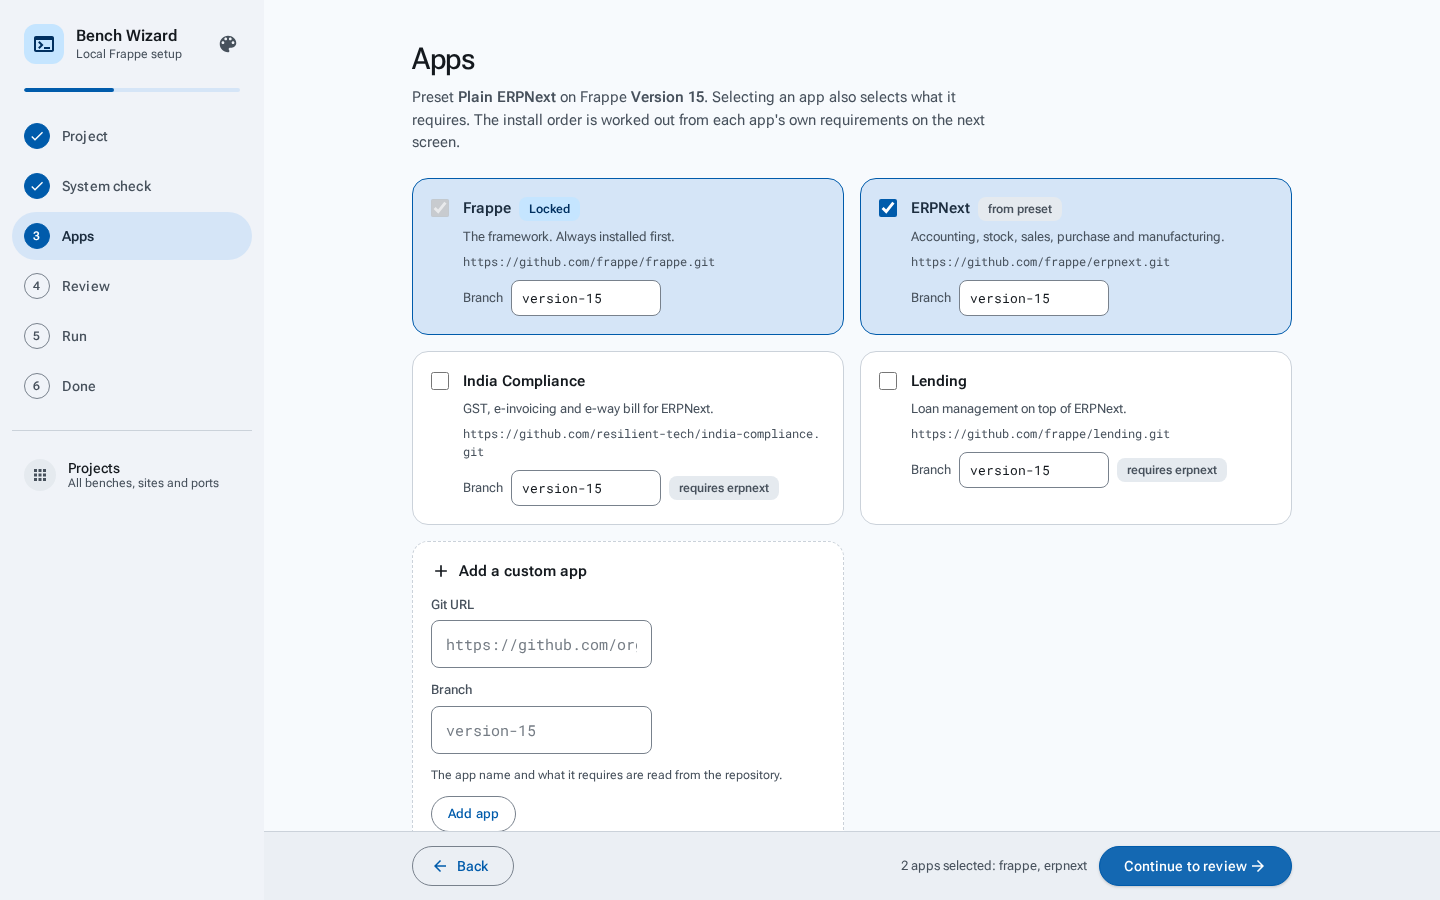 Bench Wizard
Local Frappe setup
Project
System check
3 Apps
4 Review
5 Run
6 Done
Projects
All benches, sites and ports
Apps
Preset Plain ERPNext on Frappe Version 15. Selecting an app also selects what it
requires. The install order is worked out from each app's own requirements on the next
screen.
Frappe Locked
The framework. Always installed first.
https://github.com/frappe/frappe.git
Branch version-15
ERPNext from preset
Accounting, stock, sales, purchase and manufacturing.
https://github.com/frappe/erpnext.git
Branch version-15
India Compliance
GST, e-invoicing and e-way bill for ERPNext.
https://github.com/resilient-tech/india-compliance.
git
Branch version-15 requires erpnext
Lending
Loan management on top of ERPNext.
https://github.com/frappe/lending.git
Branch version-15 requires erpnext
Add a custom app
Git URL
https://github.com/org
Branch
version-15
The app name and what it requires are read from the repository.
Add app
Back
2 apps selected: frappe, erpnext
Continue to review